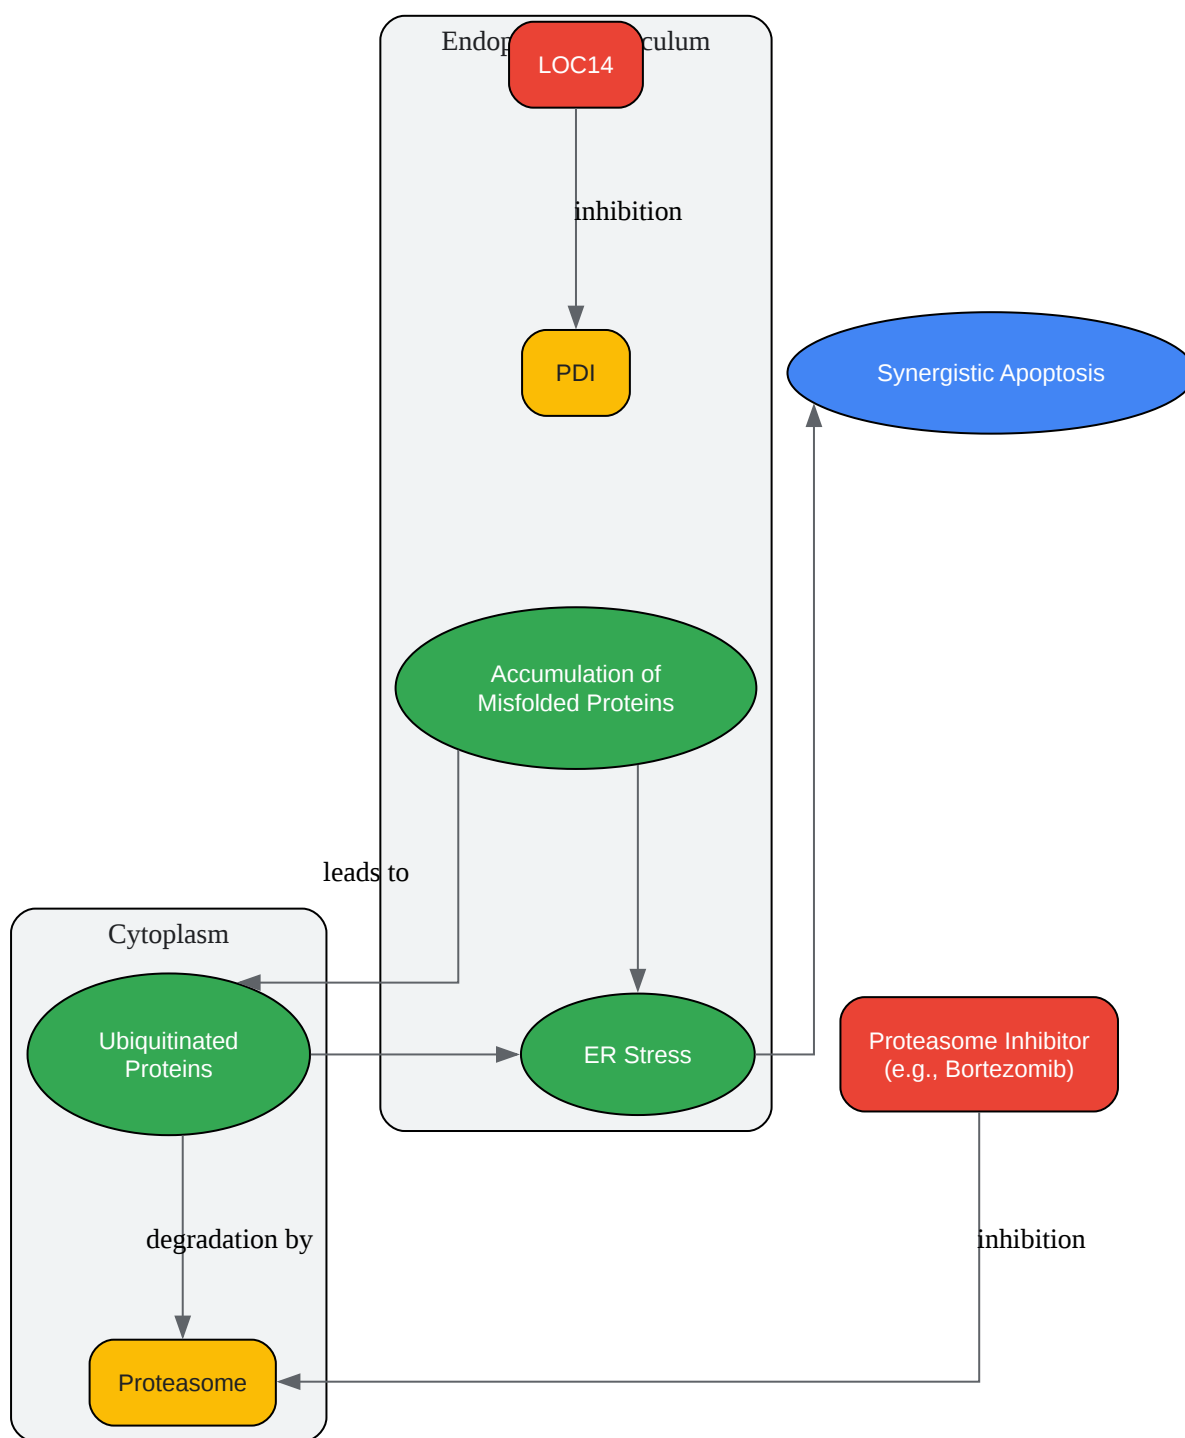 LOC14
inhibition
PDI
Synergistic Apoptosis
Accumulation of
Misfolded Proteins
leads to
Cytoplasm
Ubiquitinated
Proteins
ER Stress
Proteasome Inhibitor
(e.g., Bortezomib)
degradation by
inhibition
Proteasome